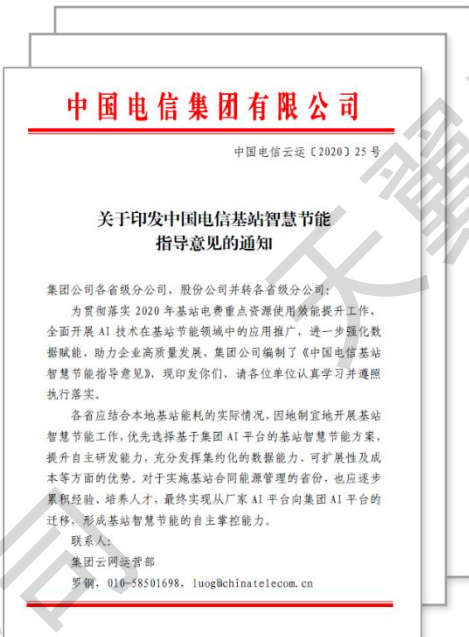 中国电信集团有限公司
中国电信云运〔2020〕25 号
关于印发中国电信基站智慧节能
指导意见的通知
集团公司各省级分公司，股份公司并转各省级分公司：
为贯彻落实 2020 年基站电费重点资源使用效能提升工作，
全面开展 AI 技术在基站节能领域中的应用推广，进一步强化数
据赋能，助力企业高质量发展，集团公司编制了《中国电信基站
智慧节能指导意见》，现印发你们，请各位单位认真学习并遵照
执行落实。
各省应结合本地基站能耗的实际情况，因地制宜地开展基站
智慧节能工作，优先选择基于集团 AI 平台的基站智慧节能方案，
提升自主研发能力，充分发挥集约化的数据能力、可扩展性及成
本等方面的优势。对于实施基站合同能源管理的省份，也应逐步
累积经验、培养人才，最终实现从厂家 AI 平台向集团 AI 平台的
迁移，形成基站智慧节能的自主掌控能力。
联系人：
集团云网运营部
罗钢，010-58501698，luog@chinatelecom.cn
天翼
司